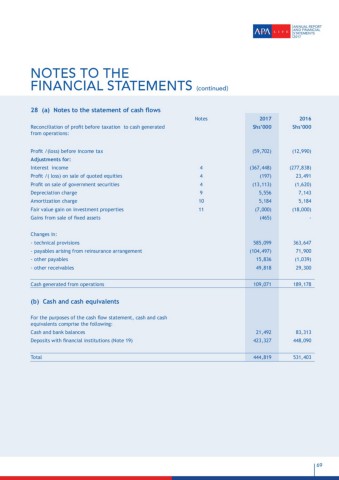 APA LIFE
ANNUAL REPORT
AND FINANCIAL
STATEMENTS
2017
NOTES TO THE
FINANCIAL STATEMENTS (continued)
28 (a) Notes to the statement of cash flows
Notes 2017 2016
Reconciliation of profit before taxation to cash generated Shs'000 Shs'000
from operations:
Profit /(loss) before income tax (59,702) (12,990)
Adjustments for:
Interest income 4 (367,448) (277,838)
Profit /( loss) on sale of quoted equities 4 (197) 23,491
Profit on sale of government securities 4 (13,113) (1,620)
Depreciation charge 9 5,556 7,143
Amortization charge 10 5,184 5,184
Fair value gain on investment properties 11 (7,000) (18,000)
Gains from sale of fixed assets (465) -
Changes in:
- technical provisions 585,099 363,647
- payables arising from reinsurance arrangement (104,497) 71,900
- other payables 15,836 (1,039)
- other receivables 49,818 29,300
Cash generated from operations 109,071 189,178
(b) Cash and cash equivalents
For the purposes of the cash flow statement, cash and cash
equivalents comprise the following:
Cash and bank balances 21,492 83,313
Deposits with financial institutions (Note 19) 423,327 448,090
Total 444,819 531,403
69